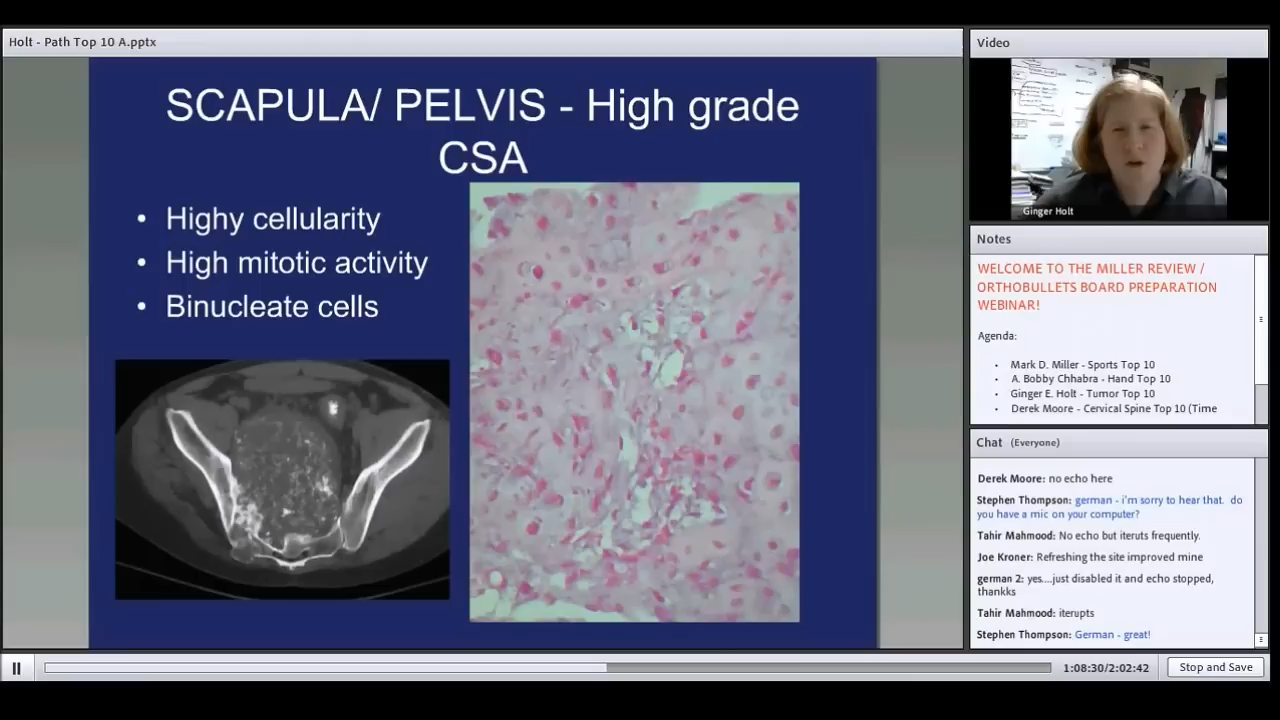 Holt - Path Top 10 A.pptx
SCAPULA/ PELVIS - High grade
CSA
• Highy cellularity
• High mitotic activity
• Binucleate cells
Video
Ginger Holt
Notes
WELCOME TO THE MILLER REVIEW /
ORTHOBULLETS BOARD PREPARATION
WEBINAR!
Agenda:
• Mark D. Miller - Sports Top 10
• A. Bobby Chhabra - Hand Top 10
• Ginger E. Holt - Tumor Top 10
• Derek Moore - Cervical Spine Top 10 (Time
Chat (Everyone)
Derek Moore: no echo here
Stephen Thompson: german - i'm sorry to hear that. do
you have a mic on your computer?
Tahir Mahmood: No echo but iteruts frequently.
Joe Kroner: Refreshing the site improved mine
german 2: yes....just disabled it and echo stopped,
thankks
Tahir Mahmood: iterupts
Stephen Thompson: German - great!
1:08:30/2:02:42
Stop and Save